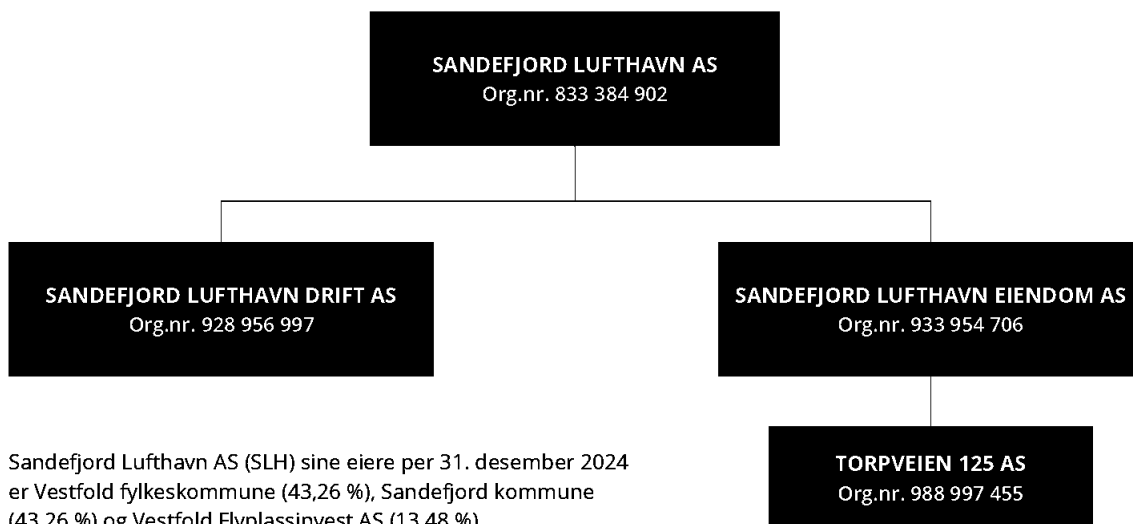 SANDEFJORD LUFTHAVN AS
Org.nr. 833 384 902
SANDEFJORD LUFTHAVN DRIFT AS
Org.nr. 928 956 997
SANDEFJORD LUFTHAVN EIENDOM AS
Org.nr. 933 954 706
TORPVEIEN 125 AS
Org.nr. 988 997 455
Sandefjord Lufthavn AS (SLH) sine eiere per 31. desember 2024
er Vestfold fylkeskommune (43,26 %), Sandefjord kommune
(43,26 %) og Vestfold Flyplassinvest AS (13,48 %)